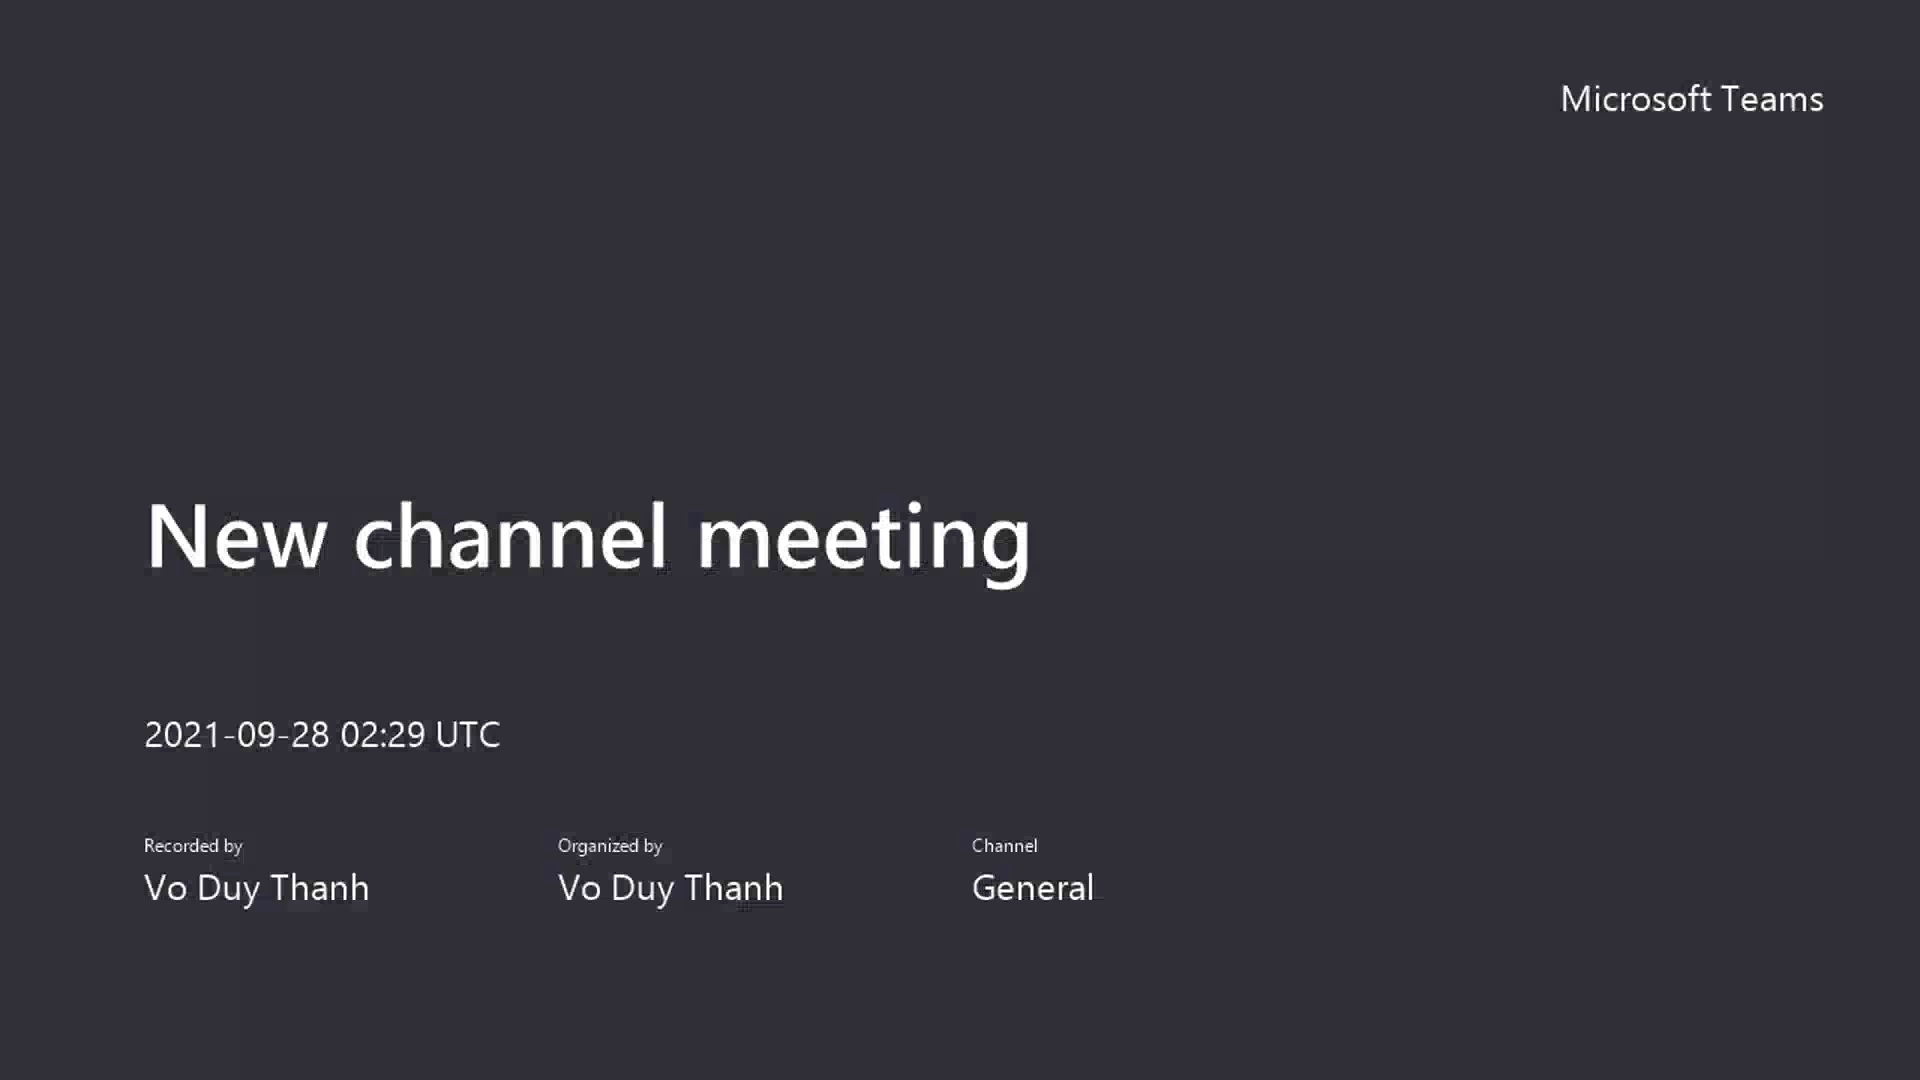 Microsoft Teams
New channel meeting
2021-09-28 02:29 UTC
Recorded by
Vo Duy Thanh
Organized by
Vo Duy Thanh
Channel
General